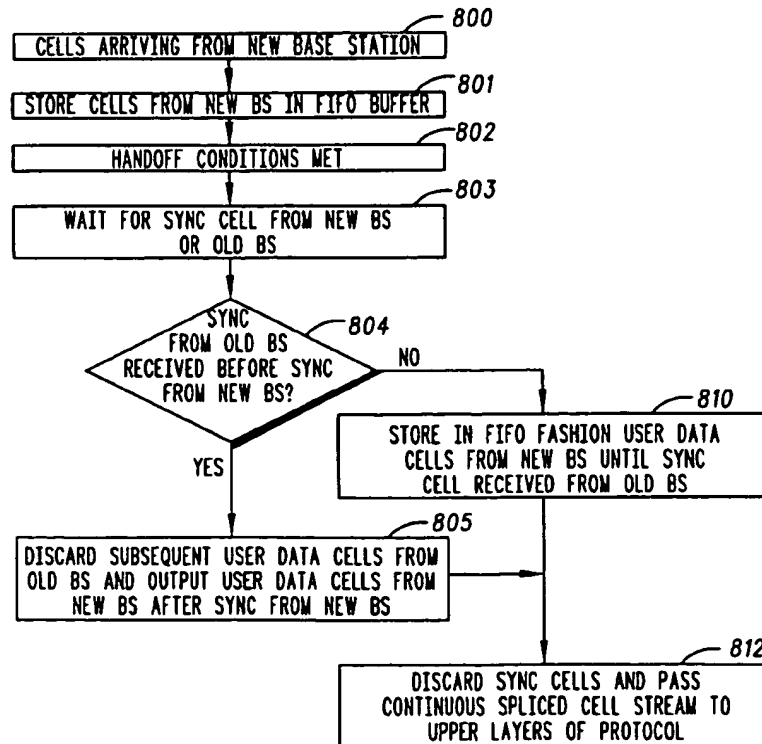 800
CELLS ARRIVING FROM NEW BASE STATION
801
STORE CELLS FROM NEW BS IN FIFO BUFFER
802
HANDOFF CONDITIONS MET
803
WAIT FOR SYNC CELL FROM NEW BS
OR OLD BS
804
SYNC
FROM OLD BS
RECEIVED BEFORE SYNC
FROM NEW BS?
NO
YES
810
STORE IN FIFO FASHION USER DATA
CELLS FROM NEW BS UNTIL SYNC
CELL RECEIVED FROM OLD BS
805
DISCARD SUBSEQUENT USER DATA CELLS FROM
OLD BS AND OUTPUT USER DATA CELLS FROM
NEW BS AFTER SYNC FROM NEW BS
812
DISCARD SYNC CELLS AND PASS
CONTINUOUS SPLICED CELL STREAM TO
UPPER LAYERS OF PROTOCOL